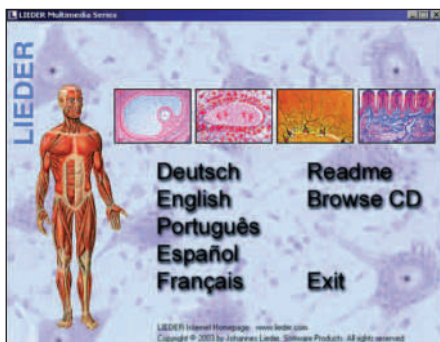 LIEDER Multimedia Series
LIEDER
Deutsch
English
Português
Español
Français
Readme
Browse CD
Exit
LIEDER Internet Homepage: www.lieder.com
Copyright © 2003 by Johannes Lieder, Software Products. All rights reserved